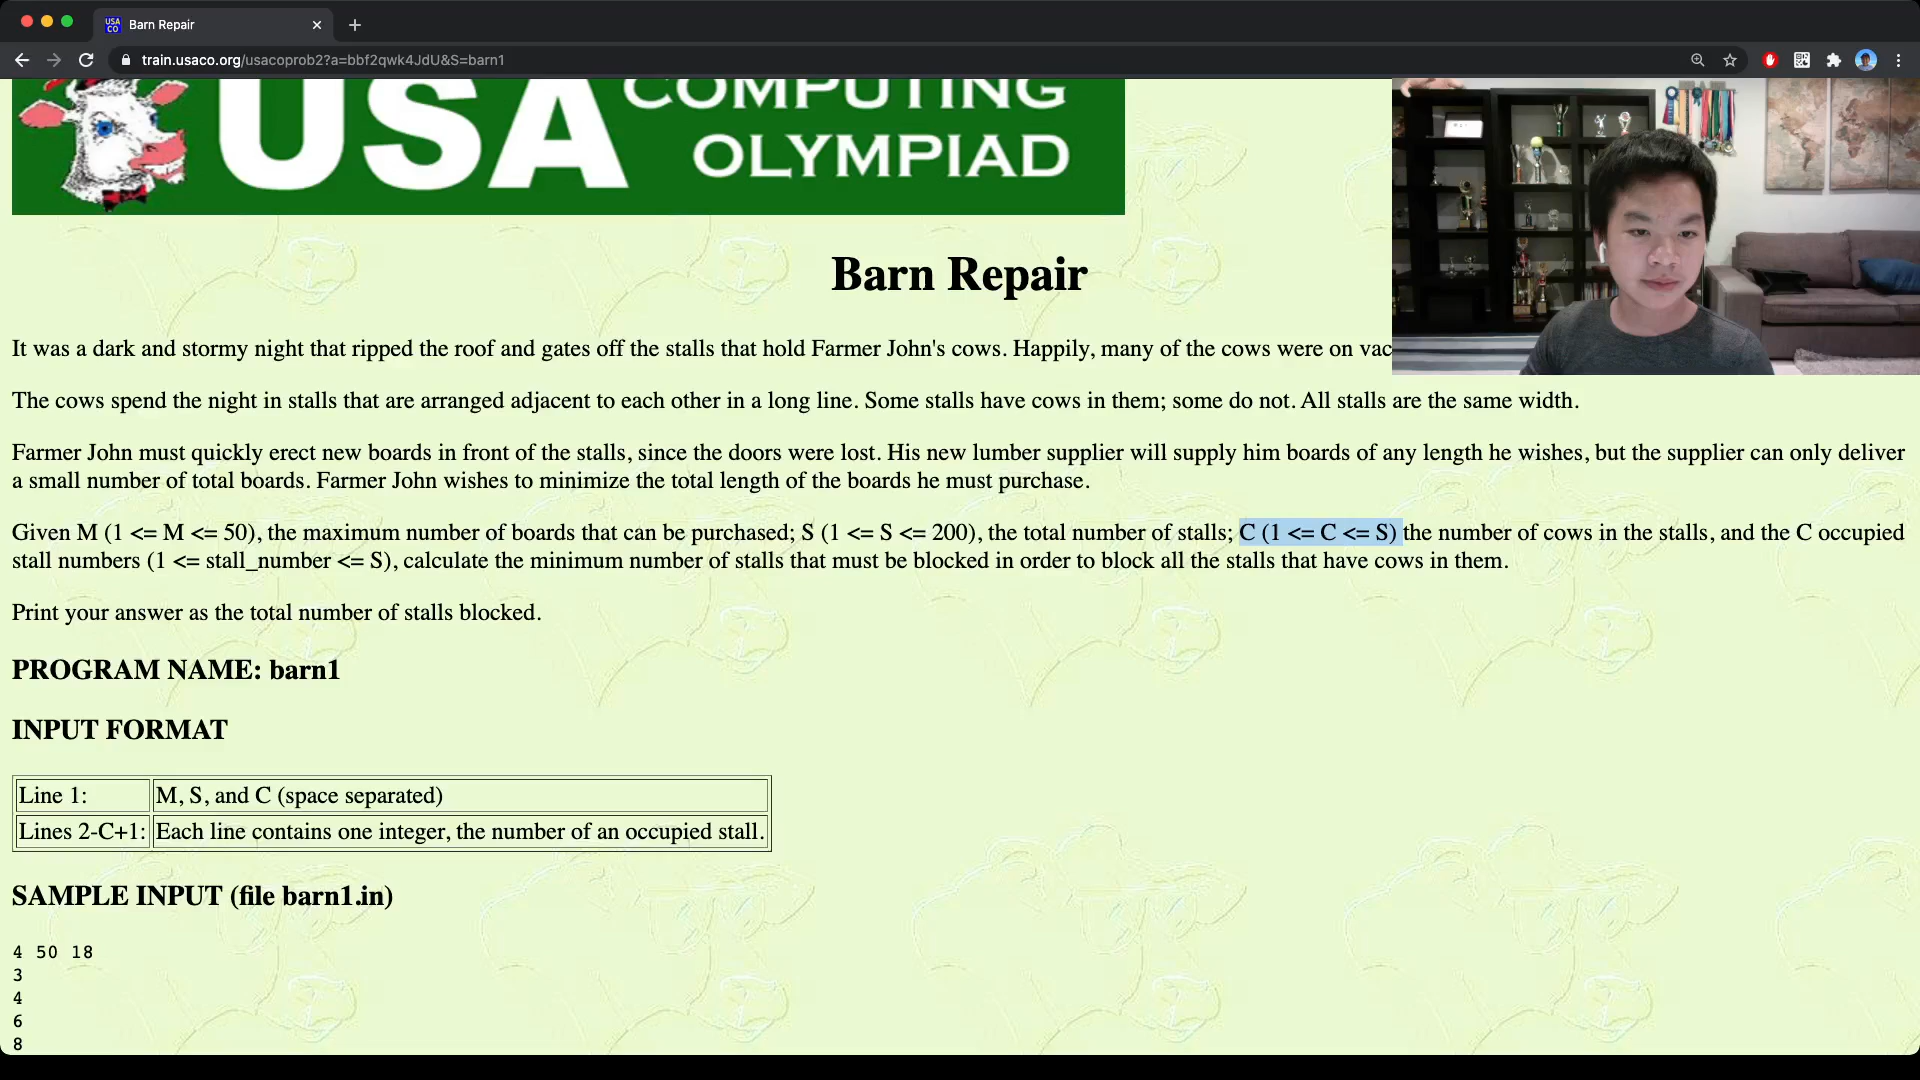 USA
CO
Barn Repair
train.usaco.org/usacoprob2?a=bbf2qwk4JdU&S=barn1
USA
COMPUTING
OLYMPIAD
Barn Repair
It was a dark and stormy night that ripped the roof and gates off the stalls that hold Farmer John's cows. Happily, many of the cows were on vac
The cows spend the night in stalls that are arranged adjacent to each other in a long line. Some stalls have cows in them; some do not. All stalls are the same width.
Farmer John must quickly erect new boards in front of the stalls, since the doors were lost. His new lumber supplier will supply him boards of any length he wishes, but the supplier can only deliver
a small number of total boards. Farmer John wishes to minimize the total length of the boards he must purchase.
Given M (1 <= M <= 50), the maximum number of boards that can be purchased; S (1 <= S <= 200), the total number of stalls; C (1 <= C <= S) the number of cows in the stalls, and the C occupied
stall numbers (1 <= stall_number <= S), calculate the minimum number of stalls that must be blocked in order to block all the stalls that have cows in them.
Print your answer as the total number of stalls blocked.
PROGRAM NAME: barn1
INPUT FORMAT
Line 1: M, S, and C (space separated)
Lines 2-C+1: Each line contains one integer, the number of an occupied stall.
SAMPLE INPUT (file barn1.in)
4 50 18
3
4
6
8